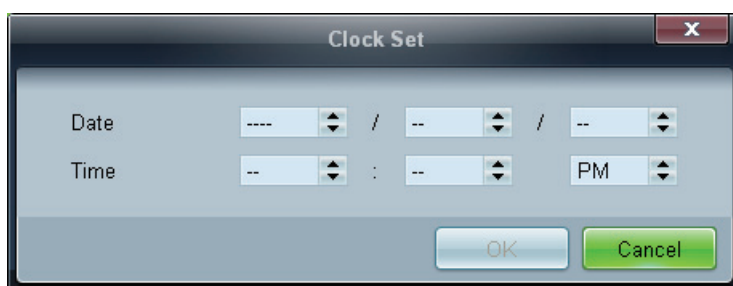 Clock Set
x
Date ---- / -- / --
Time -- : -- PM
OK Cancel